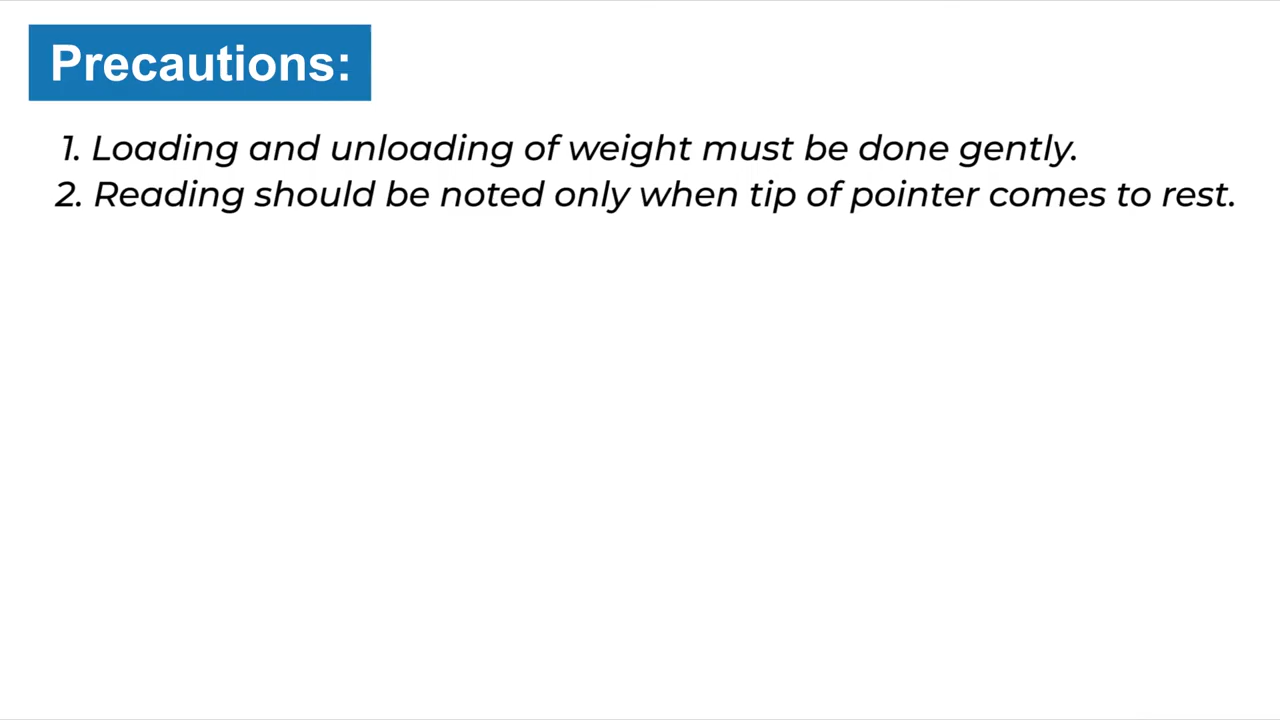 Precautions:
1. Loading and unloading of weight must be done gently.
2. Reading should be noted only when tip of pointer comes to rest.